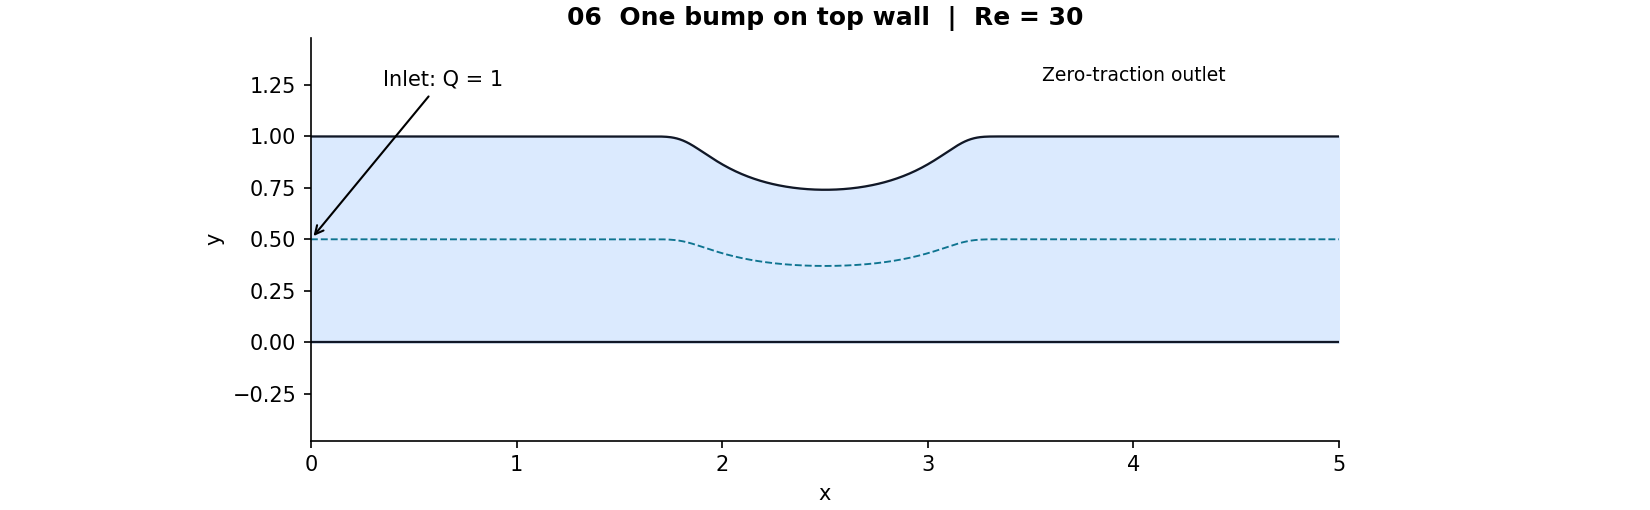 06  One bump on top wall  |  Re = 30
Inlet: Q = 1
Zero-traction outlet
1.25
1.00
0.75
0.50
0.25
0.00
−0.25
y
0 1 2 3 4 5
x